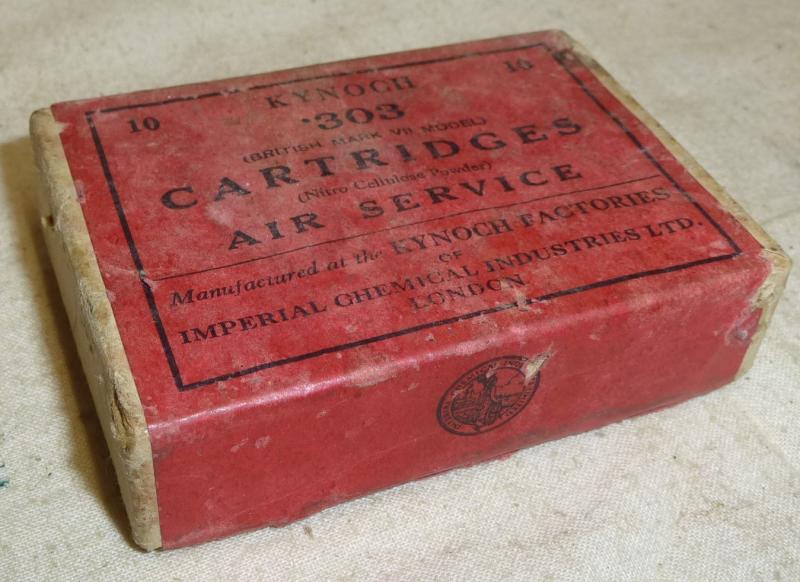 10 KYNOCH 10
·303
(BRITISH MARK VII MODEL)
CARTRIDGES
(Nitro Cellulose Powder)
AIR SERVICE
Manufactured at the KYNOCH FACTORIES
OF
IMPERIAL CHEMICAL INDUSTRIES LTD.
LONDON